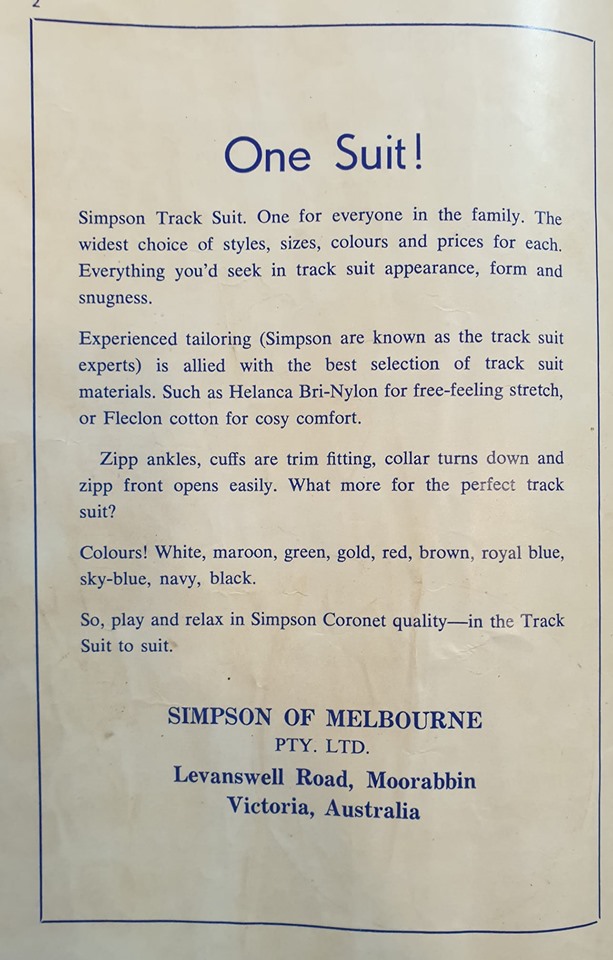 2
One Suit!
Simpson Track Suit. One for everyone in the family. The
widest choice of styles, sizes, colours and prices for each.
Everything you'd seek in track suit appearance, form and
snugness.
Experienced tailoring (Simpson are known as the track suit
experts) is allied with the best selection of track suit
materials. Such as Helanca Bri-Nylon for free-feeling stretch,
or Fleclon cotton for cosy comfort.
Zipp ankles, cuffs are trim fitting, collar turns down and
zipp front opens easily. What more for the perfect track
suit?
Colours! White, maroon, green, gold, red, brown, royal blue,
sky-blue, navy, black.
So, play and relax in Simpson Coronet quality—in the Track
Suit to suit.
SIMPSON OF MELBOURNE
PTY. LTD.
Levanswell Road, Moorabbin
Victoria, Australia